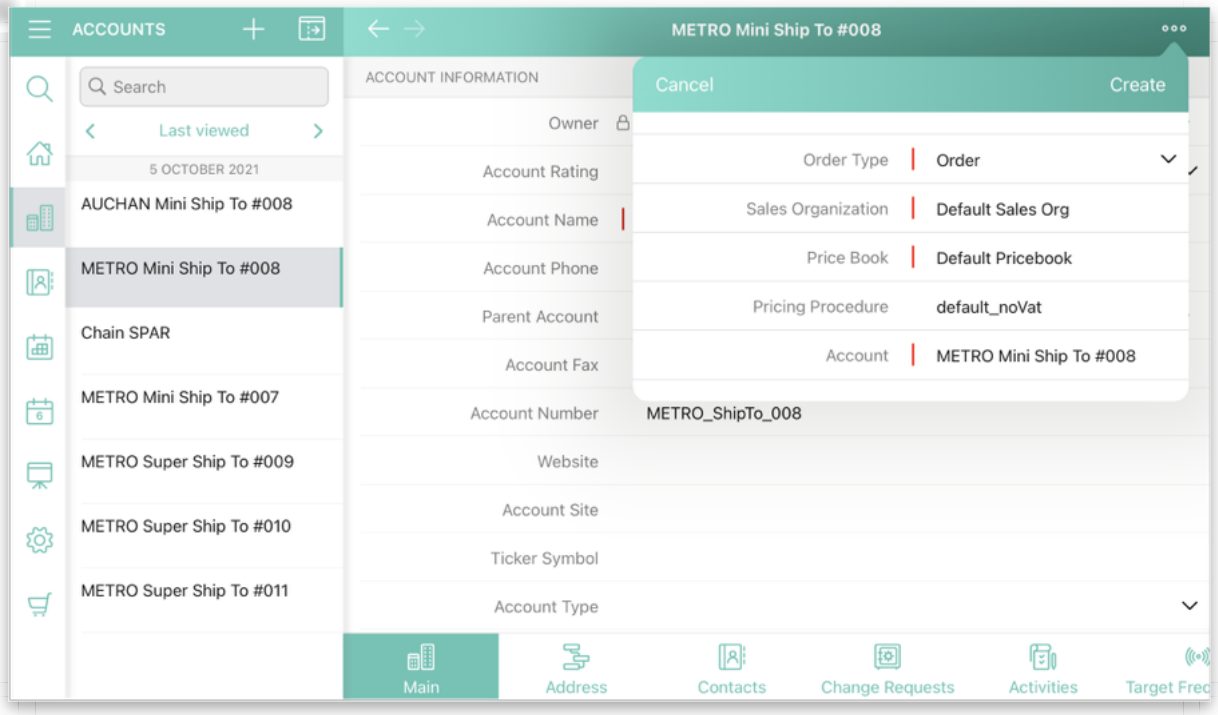 ACCOUNTS
METRO Mini Ship To #008
Search
Last viewed
5 OCTOBER 2021
AUCHAN Mini Ship To #008
METRO Mini Ship To #008
Chain SPAR
METRO Mini Ship To #007
METRO Super Ship To #009
METRO Super Ship To #010
METRO Super Ship To #011
6
ACCOUNT INFORMATION
Owner
Account Rating
Account Name
Account Phone
Parent Account
Account Fax
Account Number METRO_ShipTo_008
Website
Account Site
Ticker Symbol
Account Type
Cancel Create
Order Type Order
Sales Organization Default Sales Org
Price Book Default Pricebook
Pricing Procedure default_noVat
Account METRO Mini Ship To #008
Main Address Contacts Change Requests Activities Target Freq